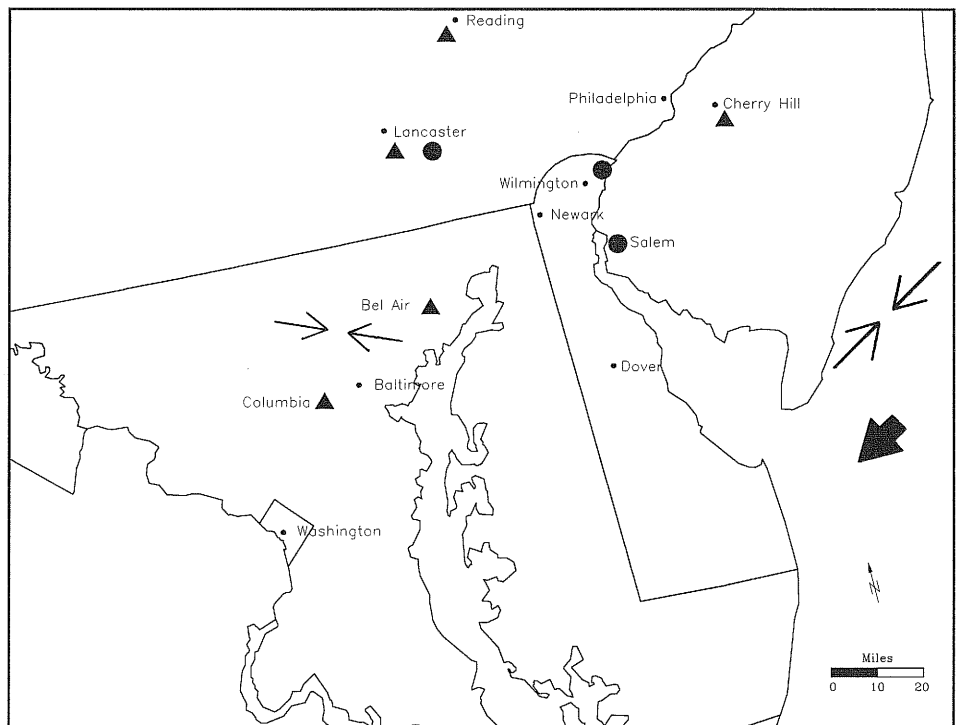 Reading
Philadelphia
Cherry Hill
Lancaster
Wilmington
Newark
Salem
Bel Air
Dover
Baltimore
Columbia
Washington
N
Miles
0 10 20